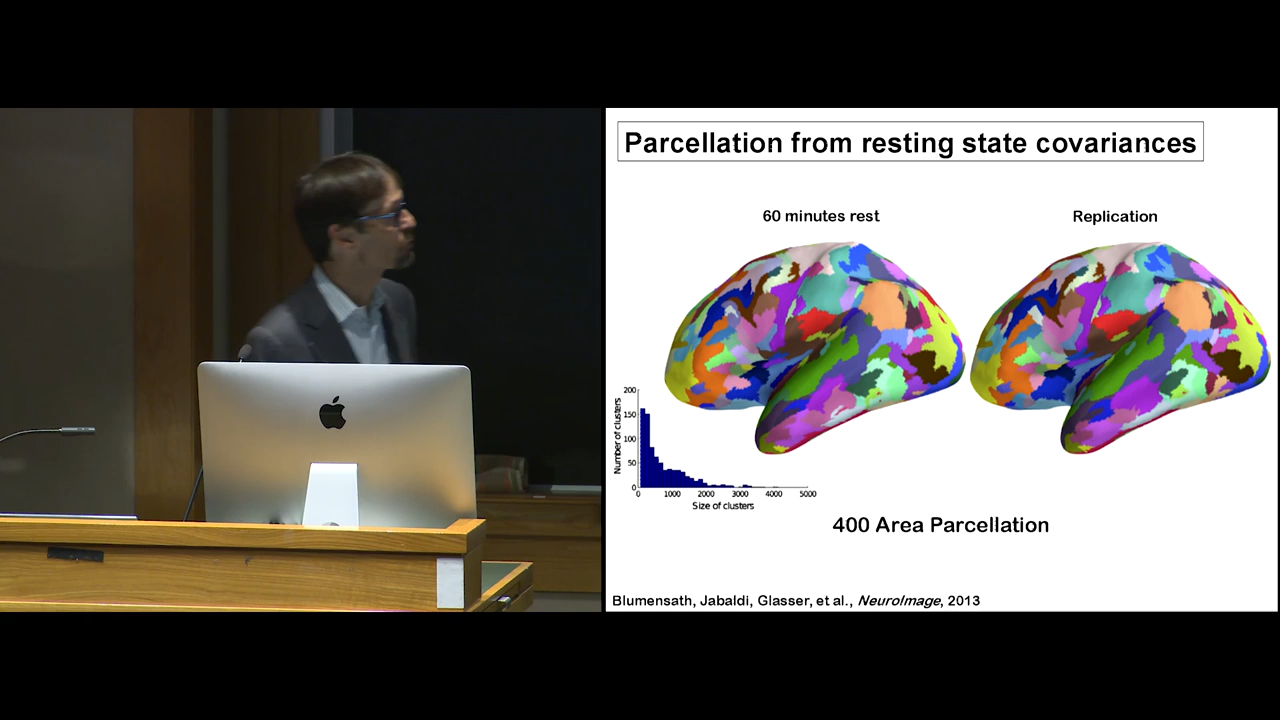 Parcellation from resting state covariances
60 minutes rest
Replication
200
150
100
50
0
Number of clusters
0 1000 2000 3000 4000 5000
Size of clusters
400 Area Parcellation
Blumensath, Jabaldi, Glasser, et al., NeuroImage, 2013